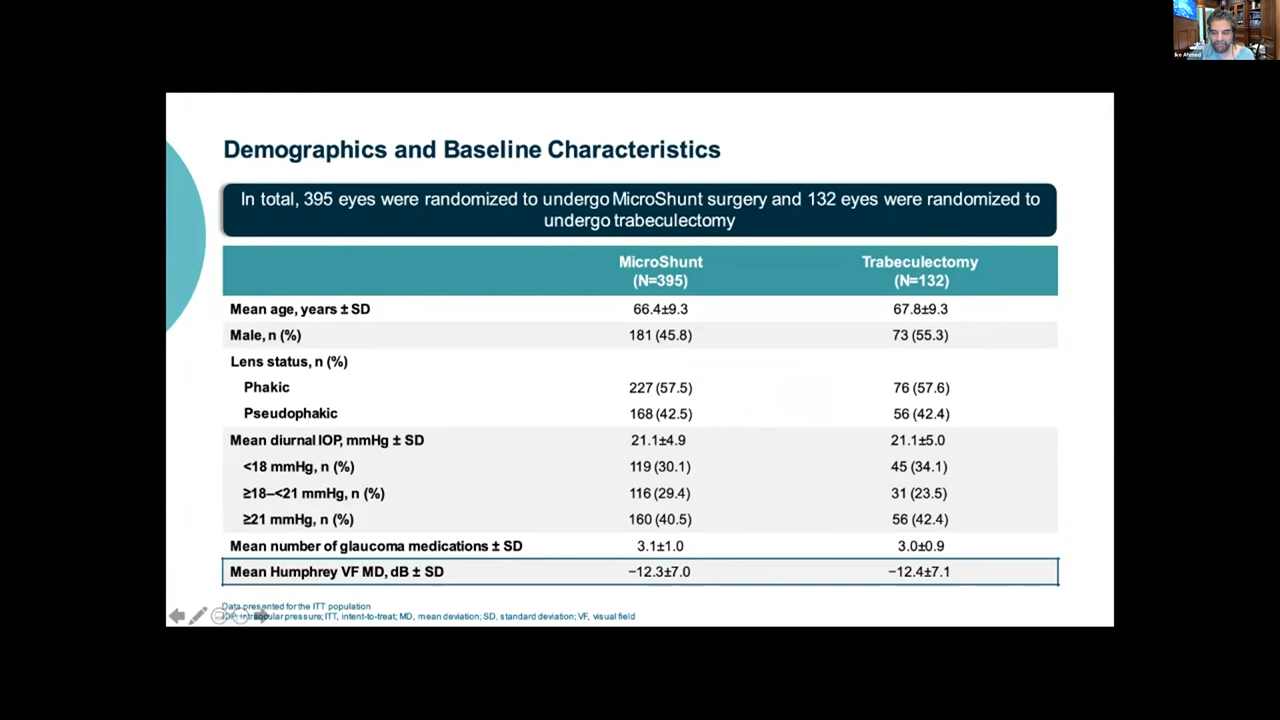 Ike Ahmed
Demographics and Baseline Characteristics
In total, 395 eyes were randomized to undergo MicroShunt surgery and 132 eyes were randomized to
undergo trabeculectomy
MicroShunt Trabeculectomy
(N=395) (N=132)
Mean age, years ± SD 66.4±9.3 67.8±9.3
Male, n (%) 181 (45.8) 73 (55.3)
Lens status, n (%)
Phakic 227 (57.5) 76 (57.6)
Pseudophakic 168 (42.5) 56 (42.4)
Mean diurnal IOP, mmHg ± SD 21.1±4.9 21.1±5.0
<18 mmHg, n (%) 119 (30.1) 45 (34.1)
≥18–<21 mmHg, n (%) 116 (29.4) 31 (23.5)
≥21 mmHg, n (%) 160 (40.5) 56 (42.4)
Mean number of glaucoma medications ± SD 3.1±1.0 3.0±0.9
Mean Humphrey VF MD, dB ± SD −12.3±7.0 −12.4±7.1
Data presented for the ITT population
IOP, intraocular pressure; ITT, intent-to-treat; MD, mean deviation; SD, standard deviation; VF, visual field